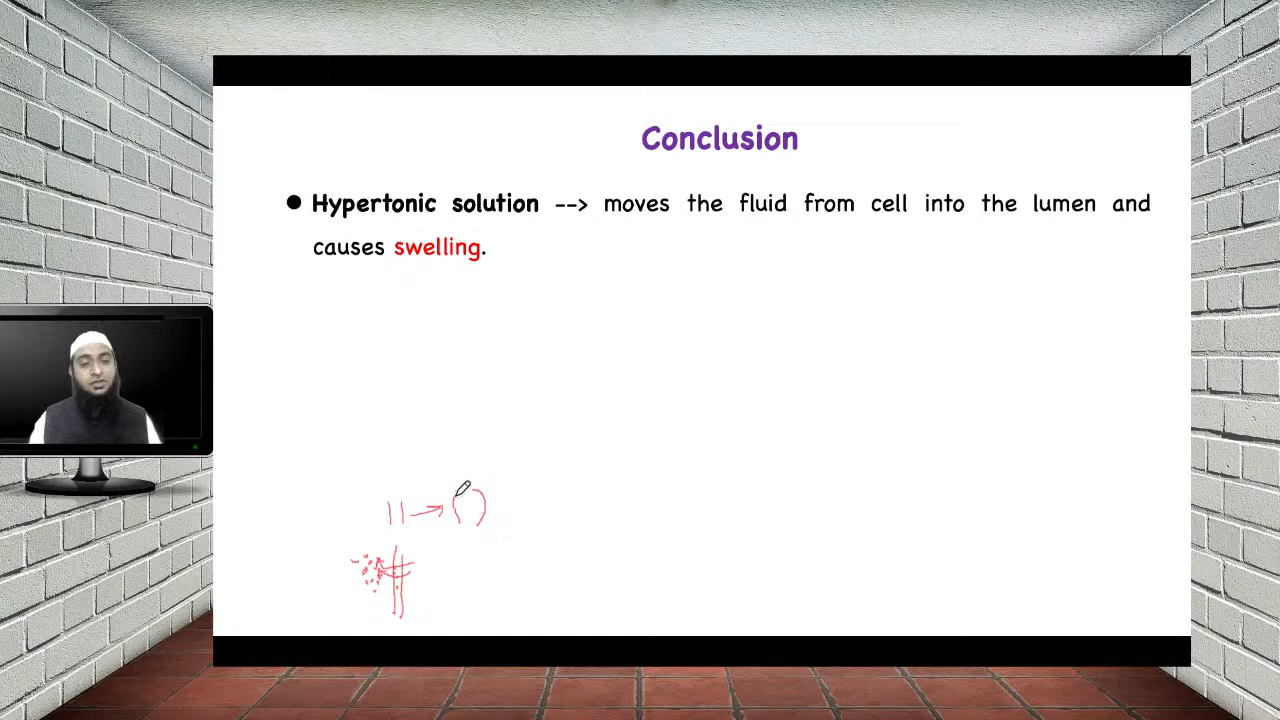 Conclusion
● Hypertonic solution --> moves the fluid from cell into the lumen and
causes swelling.